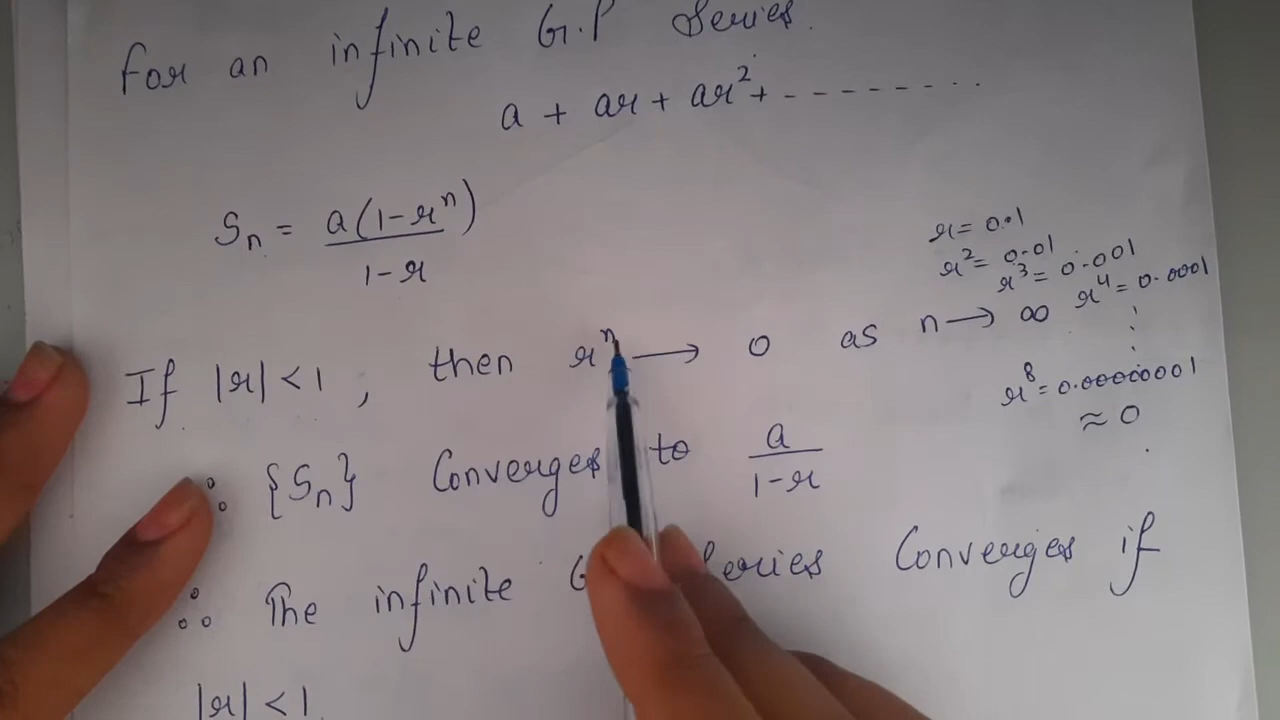 For an infinite G.P Series.
a + ar + ar² + - - - - - - - - -
Sₙ = a(1-rⁿ) / 1-r
r = 0.1
r² = 0.01
r³ = 0.001
r⁴ = 0.0001
⋮
r⁸ = 0.00000001
≈ 0
If |r| < 1, then rⁿ → 0 as n → ∞
∴ {Sₙ} Converges to a / 1-r
∴ The infinite Series Converges if
|r| < 1.